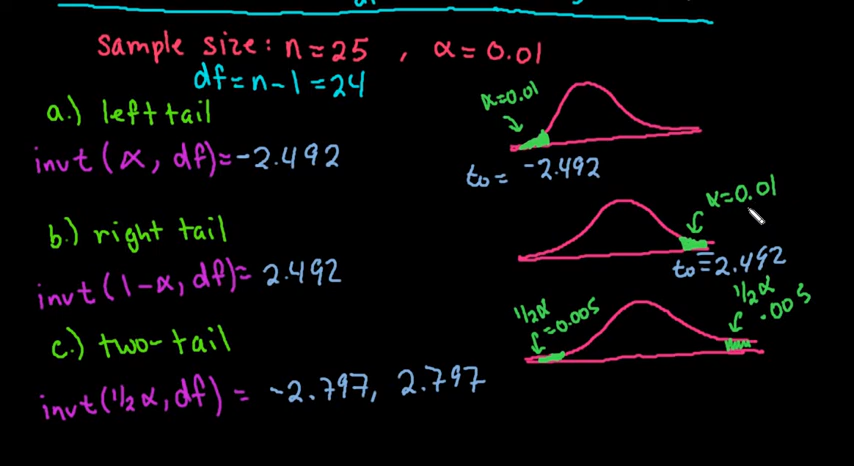 Sample size: n=25, α=0.01
df=n-1=24
a.) left tail
invt(α, df)=-2.492
α=0.01
t₀= -2.492
b.) right tail
invt(1-α, df)= 2.492
α=0.01
t₀=2.492
c.) two-tail
invt(1/2α, df) = -2.797, 2.797
1/2α
=0.005
1/2α
.005